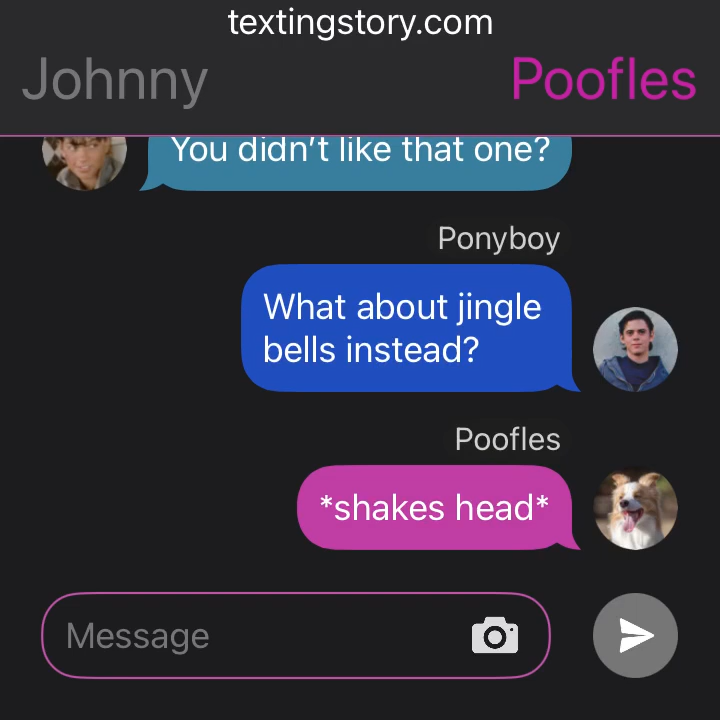 textingstory.com
Johnny
Poofles
You didn’t like that one?
Ponyboy
What about jingle
bells instead?
Poofles
*shakes head*
Message